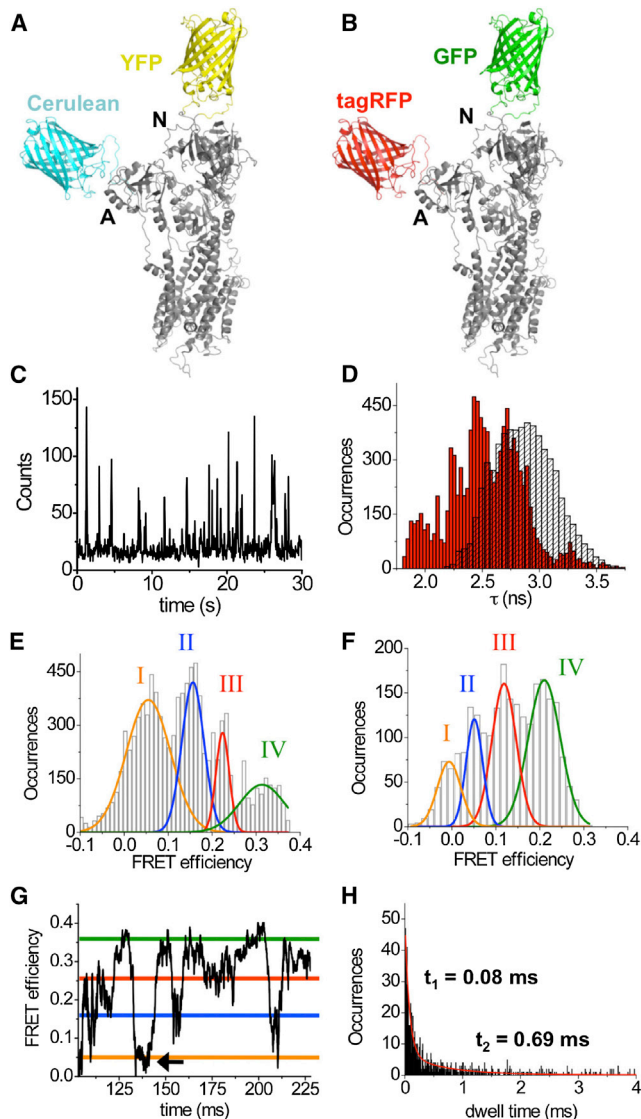 A
B
YFP
GFP
Cerulean
tagRFP
N
N
A
A
C
D
150
100
50
0
Counts
0 10 20 30
time (s)
450
300
150
0
Occurrences
2.0 2.5 3.0 3.5
τ (ns)
E
F
450
300
150
0
Occurrences
I
II
III
IV
-0.1 0.0 0.1 0.2 0.3 0.4
FRET efficiency
200
150
100
50
0
Occurrences
I
II
III
IV
-0.1 0.0 0.1 0.2 0.3 0.4
FRET efficiency
G
H
0.4
0.3
0.2
0.1
0.0
FRET efficiency
125 150 175 200 225
time (ms)
50
40
30
20
10
0
Occurrences
t1 = 0.08 ms
t2 = 0.69 ms
0 1 2 3 4
dwell time (ms)